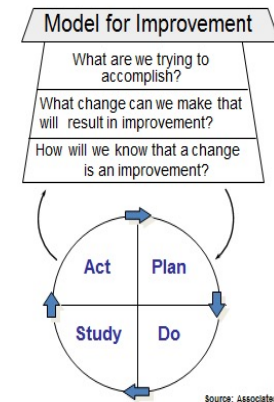 Model for Improvement
What are we trying to
accomplish?
What change can we make that
will result in improvement?
How will we know that a change
is an improvement?
Act Plan
Study Do
Source: Associates